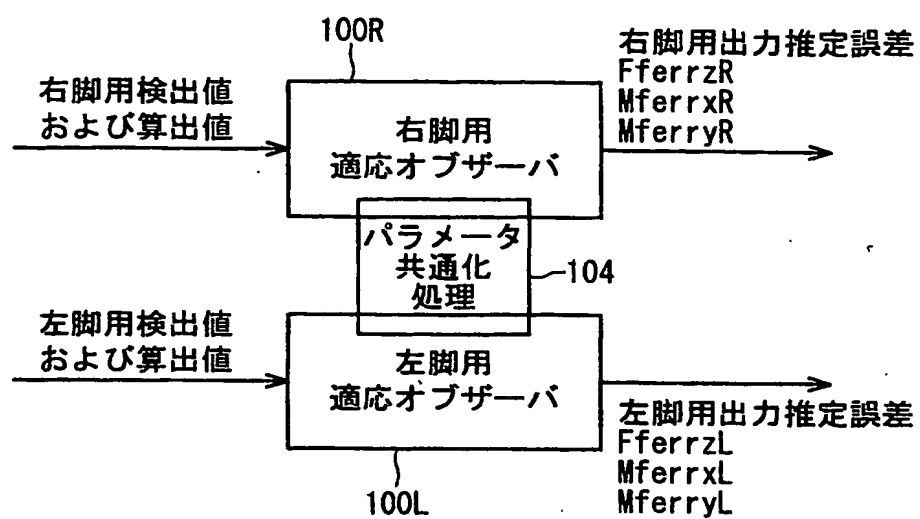 100R
右脚用検出値
および算出値
右脚用
適応オブザーバ
右脚用出力推定誤差
FferrzR
MferrxR
MferryR
パラメータ
共通化
処理
104
左脚用検出値
および算出値
左脚用
適応オブザーバ
左脚用出力推定誤差
FferrzL
MferrxL
MferryL
100L